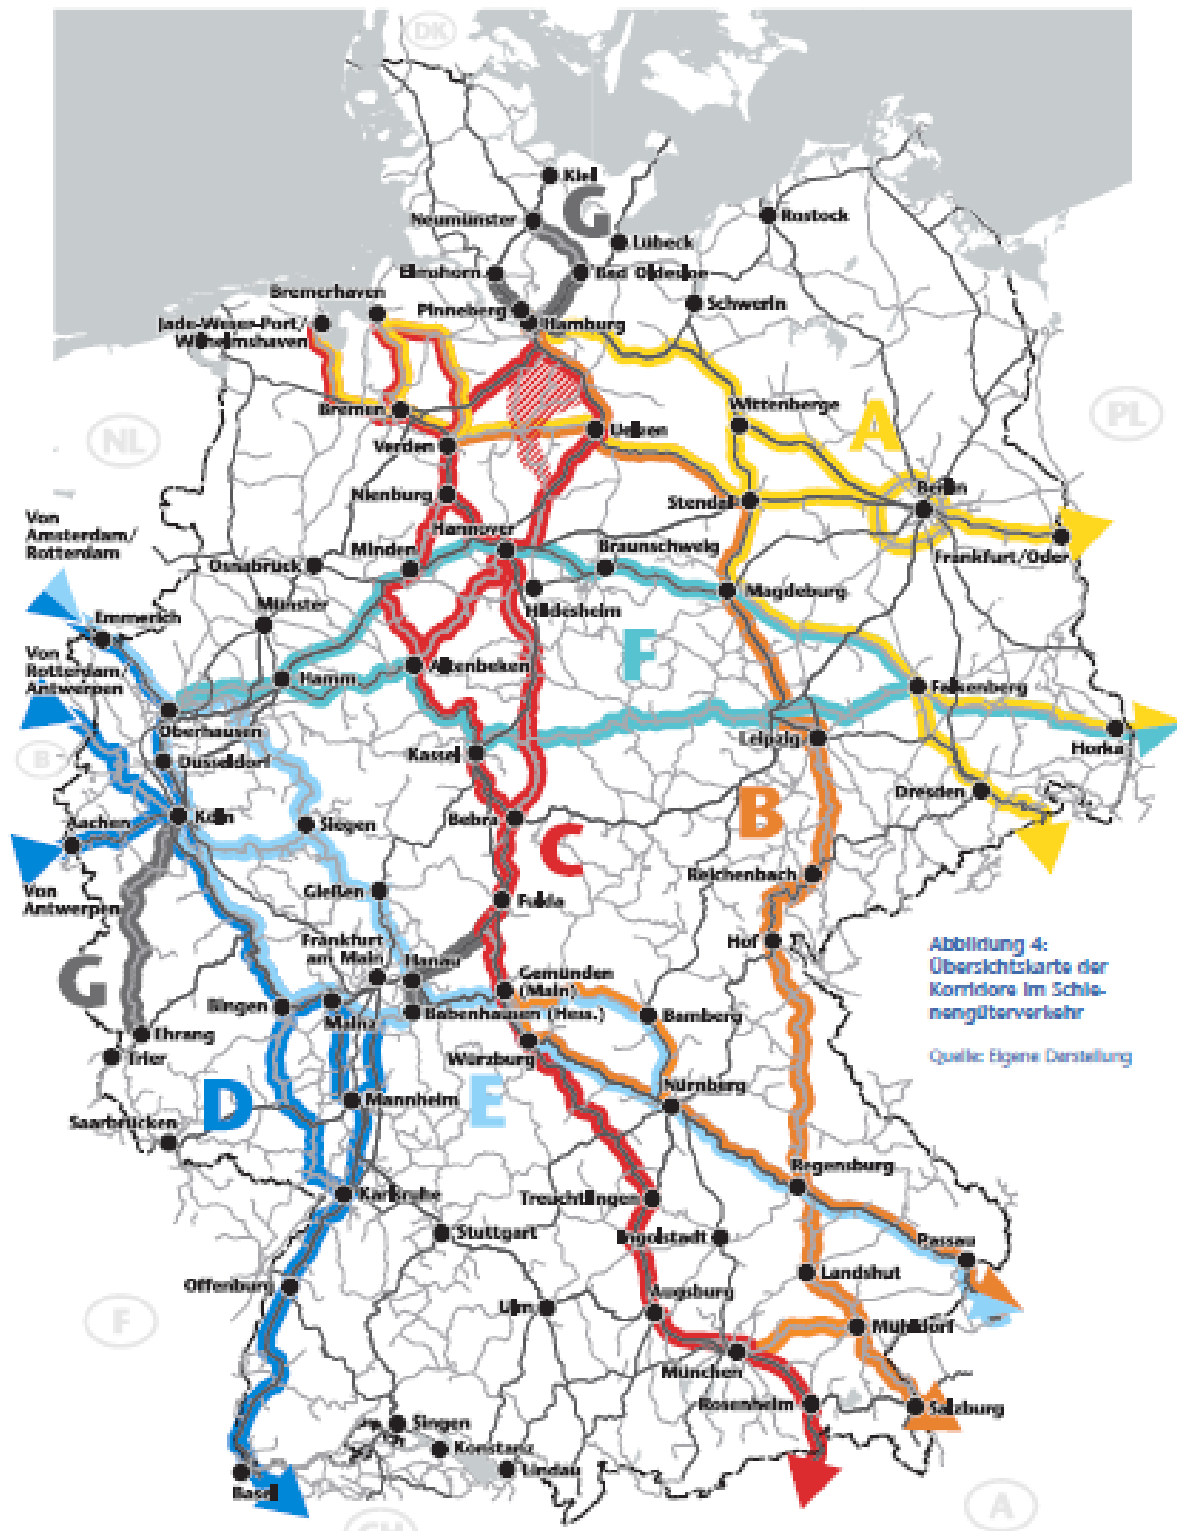 DK
Kiel
G
Neumünster
Rostock
Lübeck
Elmshorn
Bad Oldesloe
Bremerhaven
Schwerin
Pinneberg
Jade-Weser-Port/
Wilhelmshaven
Hamburg
Bremen
Wittenberge
A
PL
NL
Verden
Uelzen
Nienburg
Stendal
Berlin
Von
Amsterdam/
Rotterdam
Hannover
Minden
Braunschweig
Frankfurt/Oder
Osnabrück
Hildesheim
Magdeburg
Münster
Emmerich
F
Von
Rotterdam/
Antwerpen
Altenbeken
Hamm
Falkenberg
Oberhausen
Leipzig
Horka
B
Kassel
Düsseldorf
Dresden
B
Köln
Bebra
Aachen
Siegen
C
Reichenbach
Von
Antwerpen
Gießen
Fulda
Frankfurt
am Main
Hof
Abbildung 4:
Übersichtskarte der
Korridore im Schie-
nengüterverkehr
Hanau
G
Gemünden
(Main)
Bingen
Mainz
Babenhausen (Hess.)
Bamberg
Ehrang
Trier
Würzburg
Quelle: Eigene Darstellung
D
Mannheim
E
Nürnberg
Saarbrücken
Regensburg
Karlsruhe
Treuchtlingen
Stuttgart
Ingolstadt
Passau
Offenburg
Landshut
Augsburg
F
Ulm
Mühldorf
München
Rosenheim
Salzburg
Singen
Konstanz
Lindau
Basel
A
CH